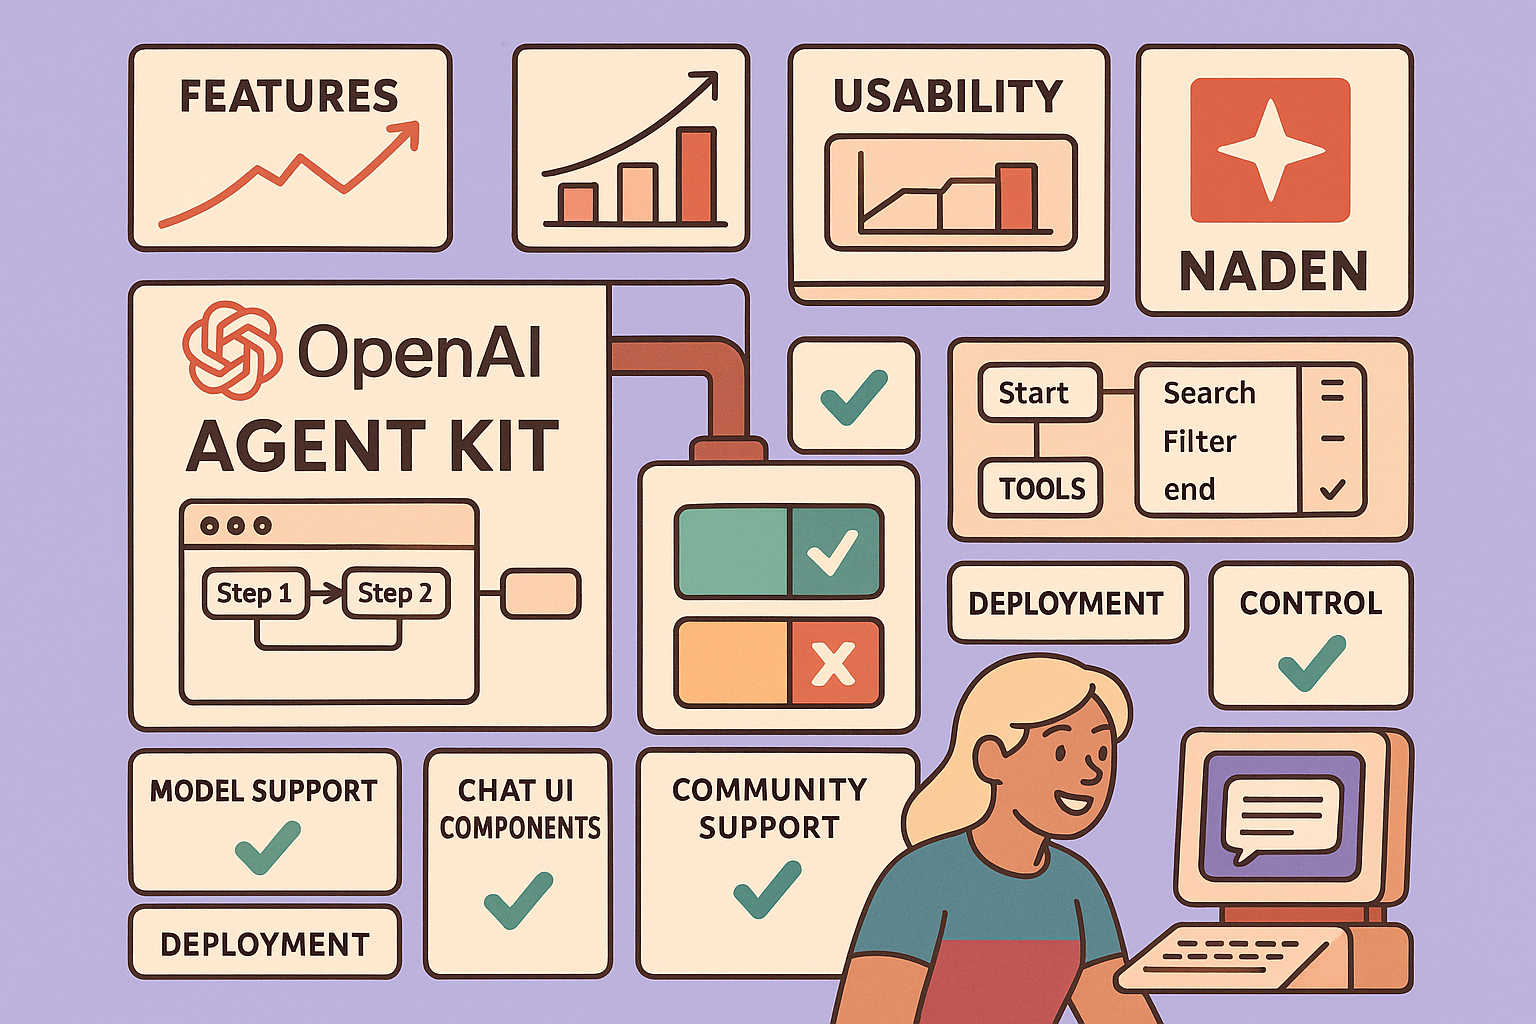 FEATURES
USABILITY
NADEN
OpenAI
AGENT KIT
Step 1
Step 2
Start
TOOLS
Search
Filter
end
DEPLOYMENT
CONTROL
MODEL SUPPORT
CHAT UI
COMPONENTS
COMMUNITY
SUPPORT
DEPLOYMENT